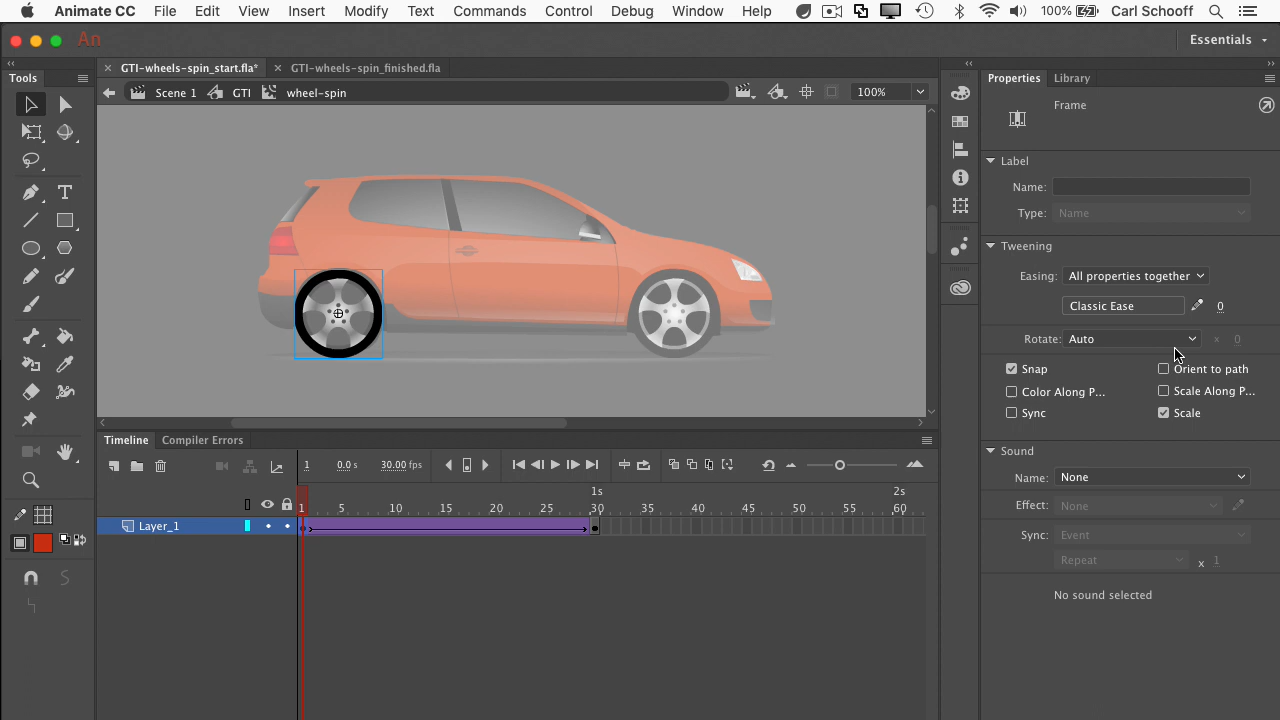 Animate CC File Edit View Insert Modify Text Commands Control Debug Window Help 100% Carl Schooff
An Essentials
GTI-wheels-spin_start.fla* GTI-wheels-spin_finished.fla
Tools
Scene 1 GTI wheel-spin 100%
Properties Library
Frame
Label
Name:
Type: Name
Tweening
Easing: All properties together
Classic Ease 0
Rotate: Auto x 0
Snap Orient to path
Color Along P... Scale Along P...
Sync Scale
Sound
Name: None
Effect: None
Sync: Event
Repeat x 1
No sound selected
Timeline Compiler Errors
1 0.0 s 30.00 fps
1s 2s
1 5 10 15 20 25 30 35 40 45 50 55 60
Layer_1